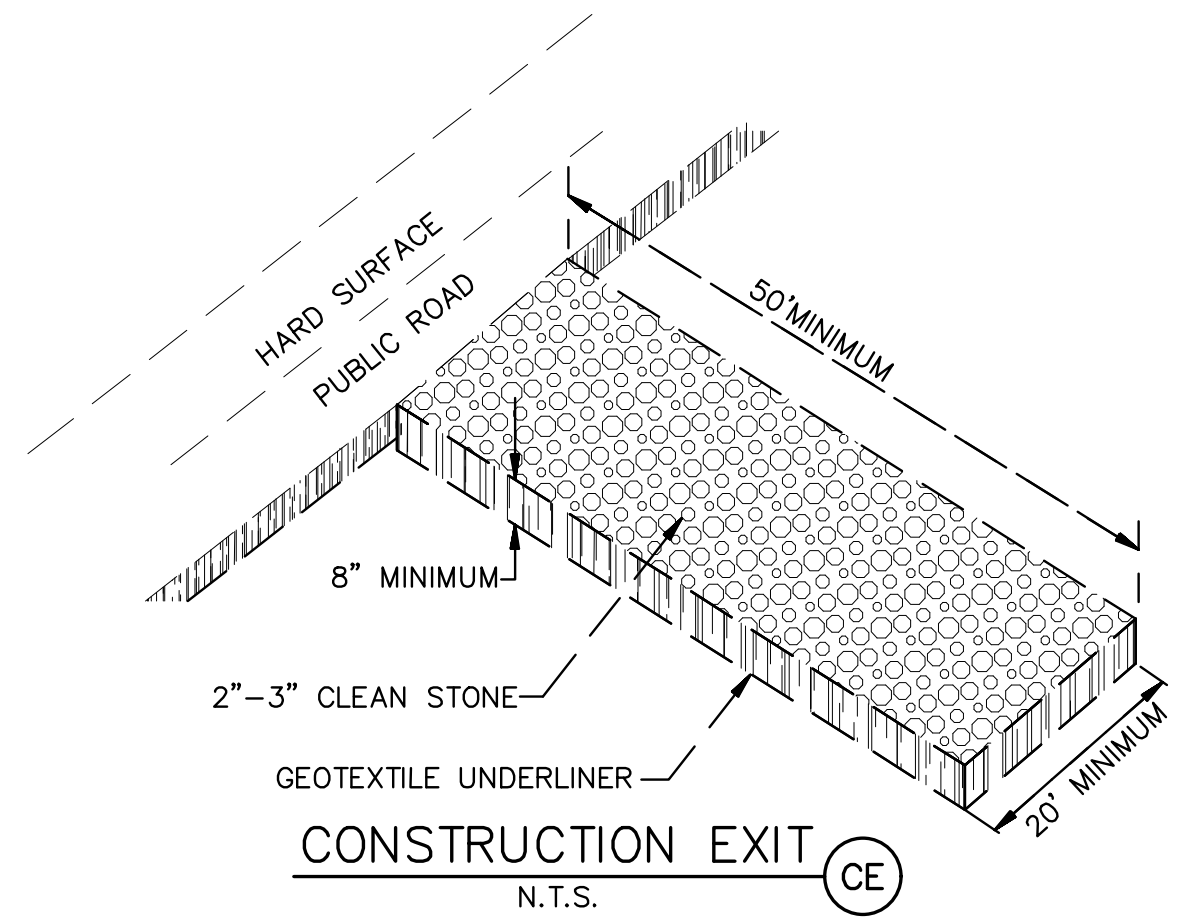 HARD SURFACE
PUBLIC ROAD
50'MINIMUM
8" MINIMUM
2"-3" CLEAN STONE
GEOTEXTILE UNDERLINER
20' MINIMUM
CONSTRUCTION EXIT
CE
N.T.S.